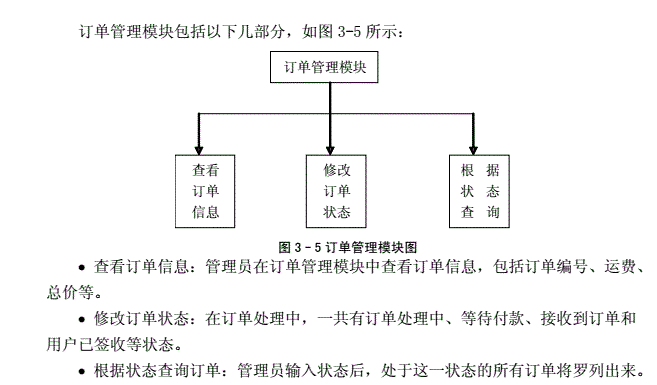 订单管理模块包括以下几部分，如图 3-5 所示：
订单管理模块
查看
订单
信息
修改
订单
状态
根 据
状 态
查 询
图 3-5 订单管理模块图
• 查看订单信息：管理员在订单管理模块中查看订单信息，包括订单编号、运费、
总价等。
• 修改订单状态：在订单处理中，一共有订单处理中、等待付款、接收到订单和
用户已签收等状态。
• 根据状态查询订单：管理员输入状态后，处于这一状态的所有订单将罗列出来。